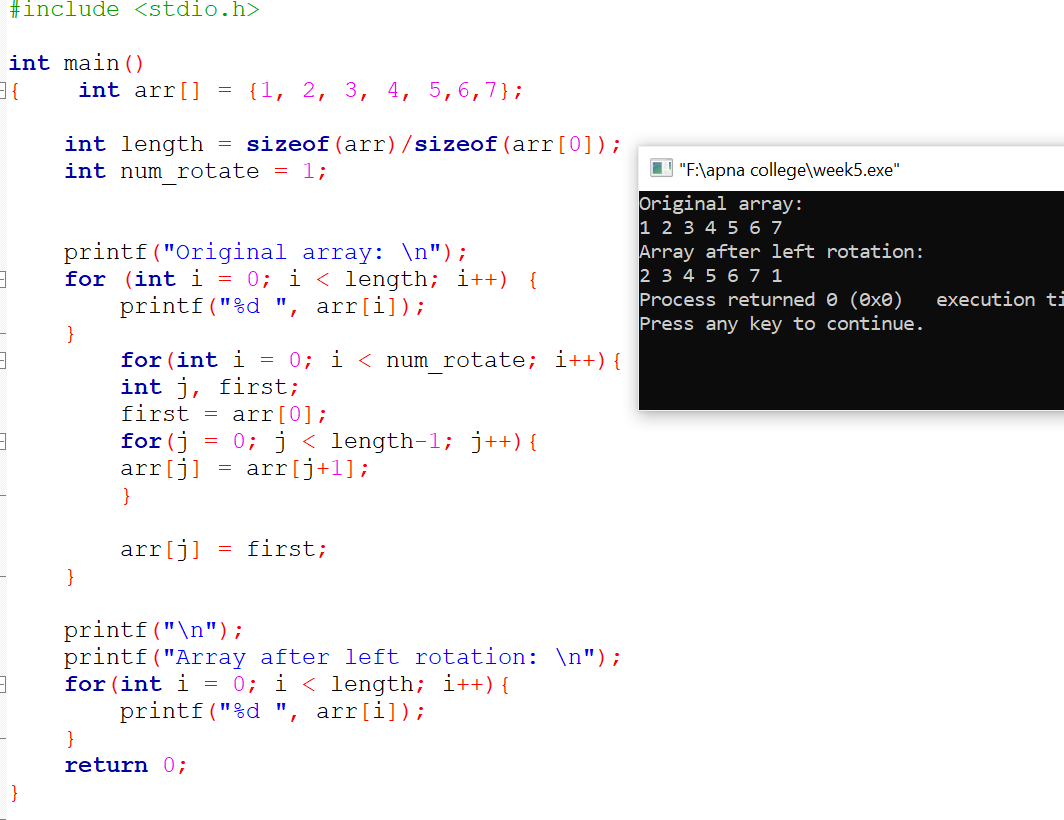 #include <stdio.h>
int main()
{    int arr[] = {1, 2, 3, 4, 5,6,7};
int length = sizeof(arr)/sizeof(arr[0]);
int num_rotate = 1;
printf("Original array: \n");
for (int i = 0; i < length; i++) {
printf("%d ", arr[i]);
}
for(int i = 0; i < num_rotate; i++){
int j, first;
first = arr[0];
for(j = 0; j < length-1; j++){
arr[j] = arr[j+1];
}
arr[j] = first;
}
printf("\n");
printf("Array after left rotation: \n");
for(int i = 0; i < length; i++){
printf("%d ", arr[i]);
}
return 0;
}
"F:\apna college\week5.exe"
Original array:
1 2 3 4 5 6 7
Array after left rotation:
2 3 4 5 6 7 1
Process returned 0 (0x0)   execution
Press any key to continue.